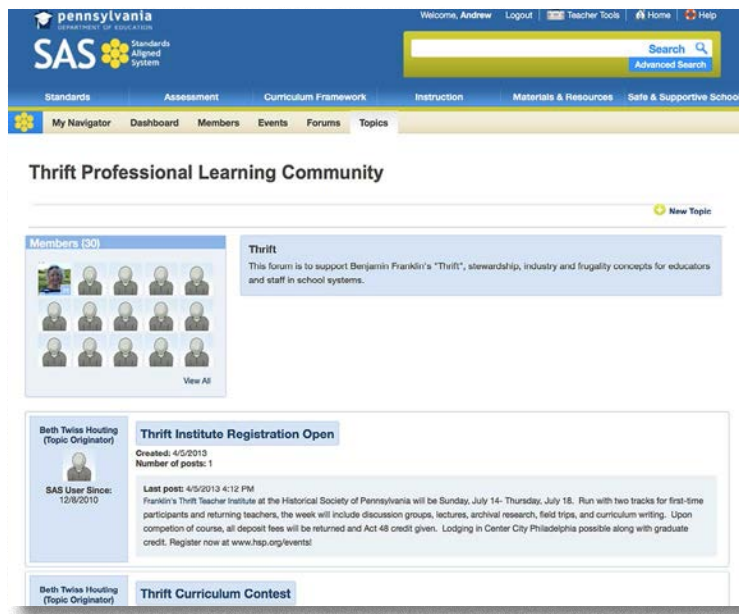 pennsylvania
DEPARTMENT OF EDUCATION
Welcome, Andrew Logout Teacher Tools Home Help
SAS Standards Aligned System
Search
Advanced Search
Standards Assessment Curriculum Framework Instruction Materials & Resources Safe & Supportive School
My Navigator Dashboard Members Events Forums Topics
Thrift Professional Learning Community
New Topic
Members (30)
View All
Thrift
This forum is to support Benjamin Franklin's "Thrift", stewardship, industry and frugality concepts for educators
and staff in school systems.
Beth Twiss Houting
(Topic Originator)
SAS User Since:
12/8/2010
Thrift Institute Registration Open
Created: 4/5/2013
Number of posts: 1
Last post: 4/5/2013 4:12 PM
Franklin's Thrift Teacher Institute at the Historical Society of Pennsylvania will be Sunday, July 14- Thursday, July 18. Run with two tracks for first-time
participants and returning teachers, the week will include discussion groups, lectures, archival research, field trips, and curriculum writing. Upon
competion of course, all deposit fees will be returned and Act 48 credit given. Lodging in Center City Philadelphia possible along with graduate
credit. Register now at www.hsp.org/events!
Beth Twiss Houting
(Topic Originator)
Thrift Curriculum Contest